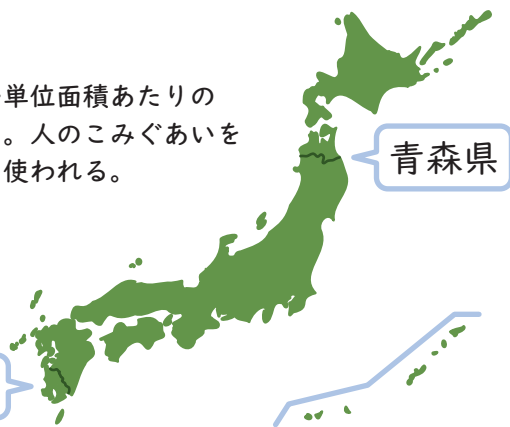 単位面積あたりの
。人のこみぐあいを
使われる。
青森県